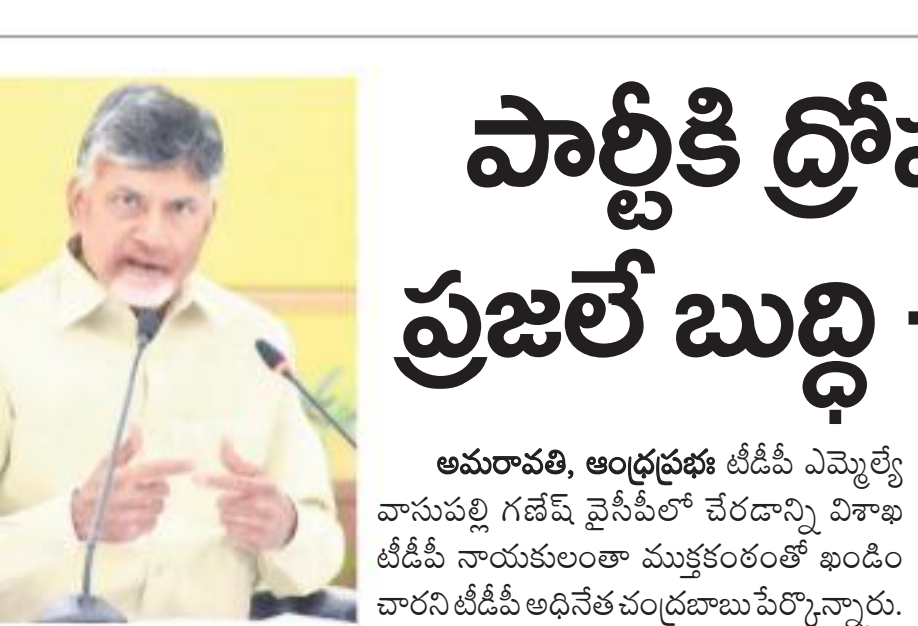 పార్టీకి
ప్రజలే బుద్ధి
అమరావతి, ఆంధ్రప్రభః టీడీపీ ఎమ్మెల్యే
వాసుపల్లి గణేష్ వైసీపీలో చేరడాన్ని విశాఖ
టీడీపీ నాయకులంతా ముక్తకంఠంతో ఖండిం
చారని టీడీపీ అధినేత చంద్రబాబు పేర్కొన్నారు.